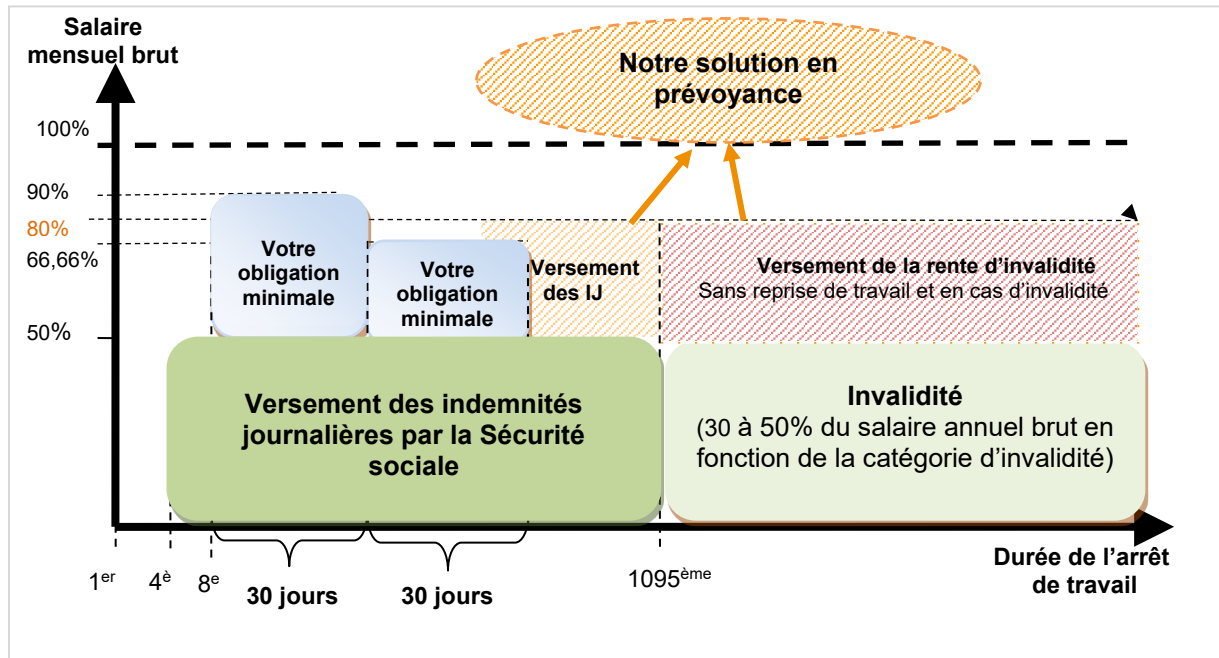 Salaire
mensuel brut
Notre solution en
prévoyance
100%
90%
80%
66,66%
50%
Votre
obligation
minimale
Votre
obligation
minimale
Versement
des IJ
Versement de la rente d'invalidité
Sans reprise de travail et en cas d'invalidité
Versement des indemnités
journalières par la Sécurité
sociale
Invalidité
(30 à 50% du salaire annuel brut en
fonction de la catégorie d'invalidité)
1er
4è
8e
30 jours
30 jours
1095ème
Durée de l'arrêt
de travail